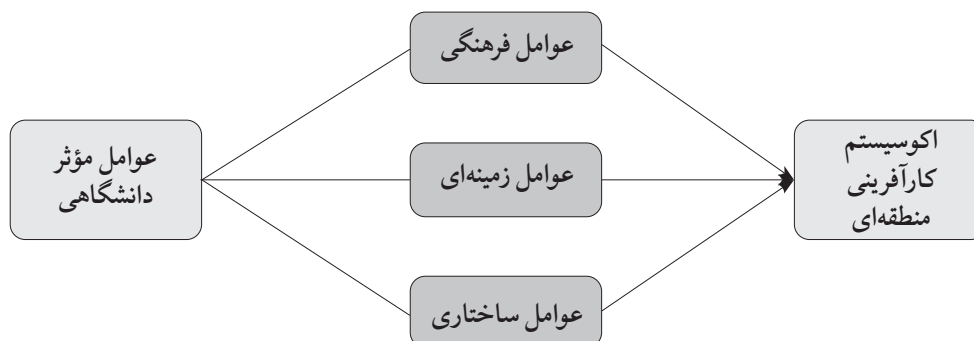 عوامل فرهنگی
عوامل مؤثر
دانشگاهی
عوامل زمینه‌ای
اکوسیستم
کارآفرینی
منطقه‌ای
عوامل ساختاری